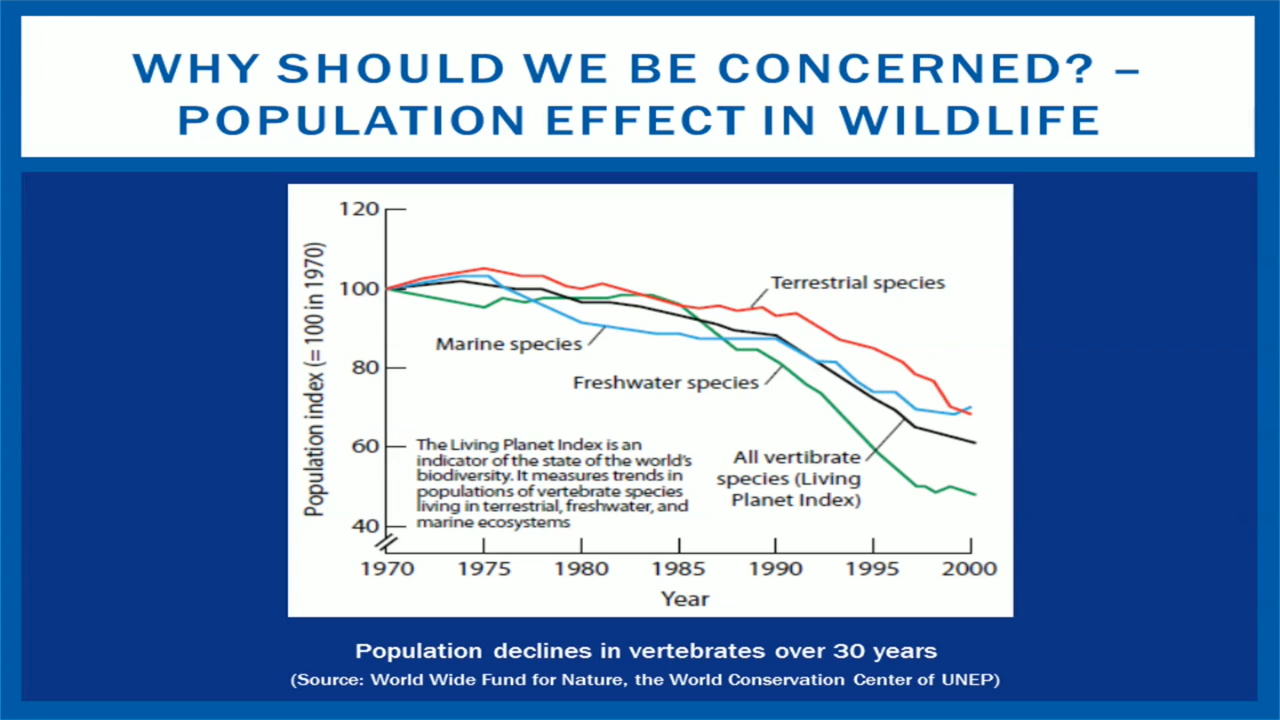 WHY SHOULD WE BE CONCERNED? –
POPULATION EFFECT IN WILDLIFE
Population index (= 100 in 1970)
120
100
80
60
40
Terrestrial species
Marine species
Freshwater species
All vertibrate
species (Living
Planet Index)
The Living Planet Index is an
indicator of the state of the world's
biodiversity. It measures trends in
populations of vertebrate species
living in terrestrial, freshwater, and
marine ecosystems
1970 1975 1980 1985 1990 1995 2000
Year
Population declines in vertebrates over 30 years
(Source: World Wide Fund for Nature, the World Conservation Center of UNEP)